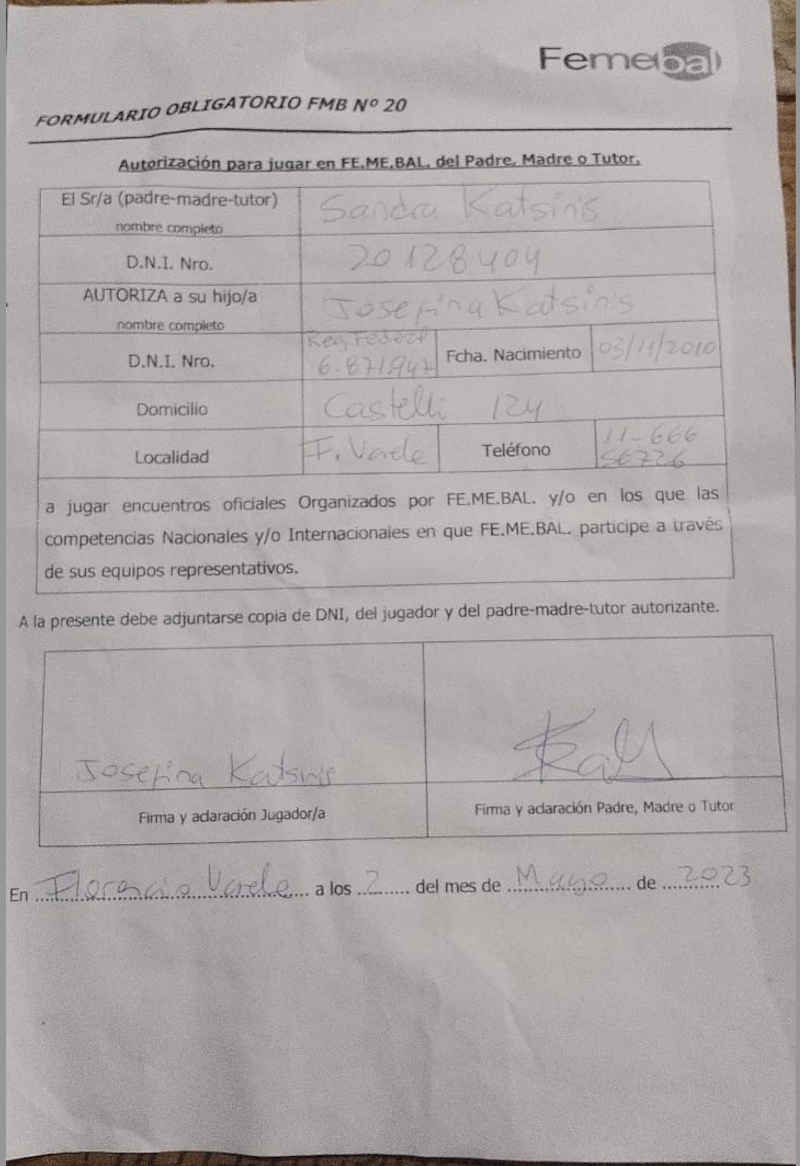 Femebal
FORMULARIO OBLIGATORIO FMB Nº 20
Autorización para jugar en FE.ME.BAL. del Padre, Madre o Tutor.
El Sr/a (padre-madre-tutor)
nombre completo
Sandra Katsinis
D.N.I. Nro.
20128404
AUTORIZA a su hijo/a
nombre completo
Josefina Katsinis
D.N.I. Nro.
Reg. Federal
6-871947
Fcha. Nacimiento
03/11/2010
Domicilio
Castelli 124
Localidad
F. Varela
Teléfono
11-666
56726
a jugar encuentros oficiales Organizados por FE.ME.BAL. y/o en los que las
competencias Nacionales y/o Internacionales en que FE.ME.BAL. participe a través
de sus equipos representativos.
A la presente debe adjuntarse copia de DNI, del jugador y del padre-madre-tutor autorizante.
Josefina Katsinis
Firma y aclaración Jugador/a
Firma y aclaración Padre, Madre o Tutor
En Florencio Varela a los 2 del mes de Mayo de 2023